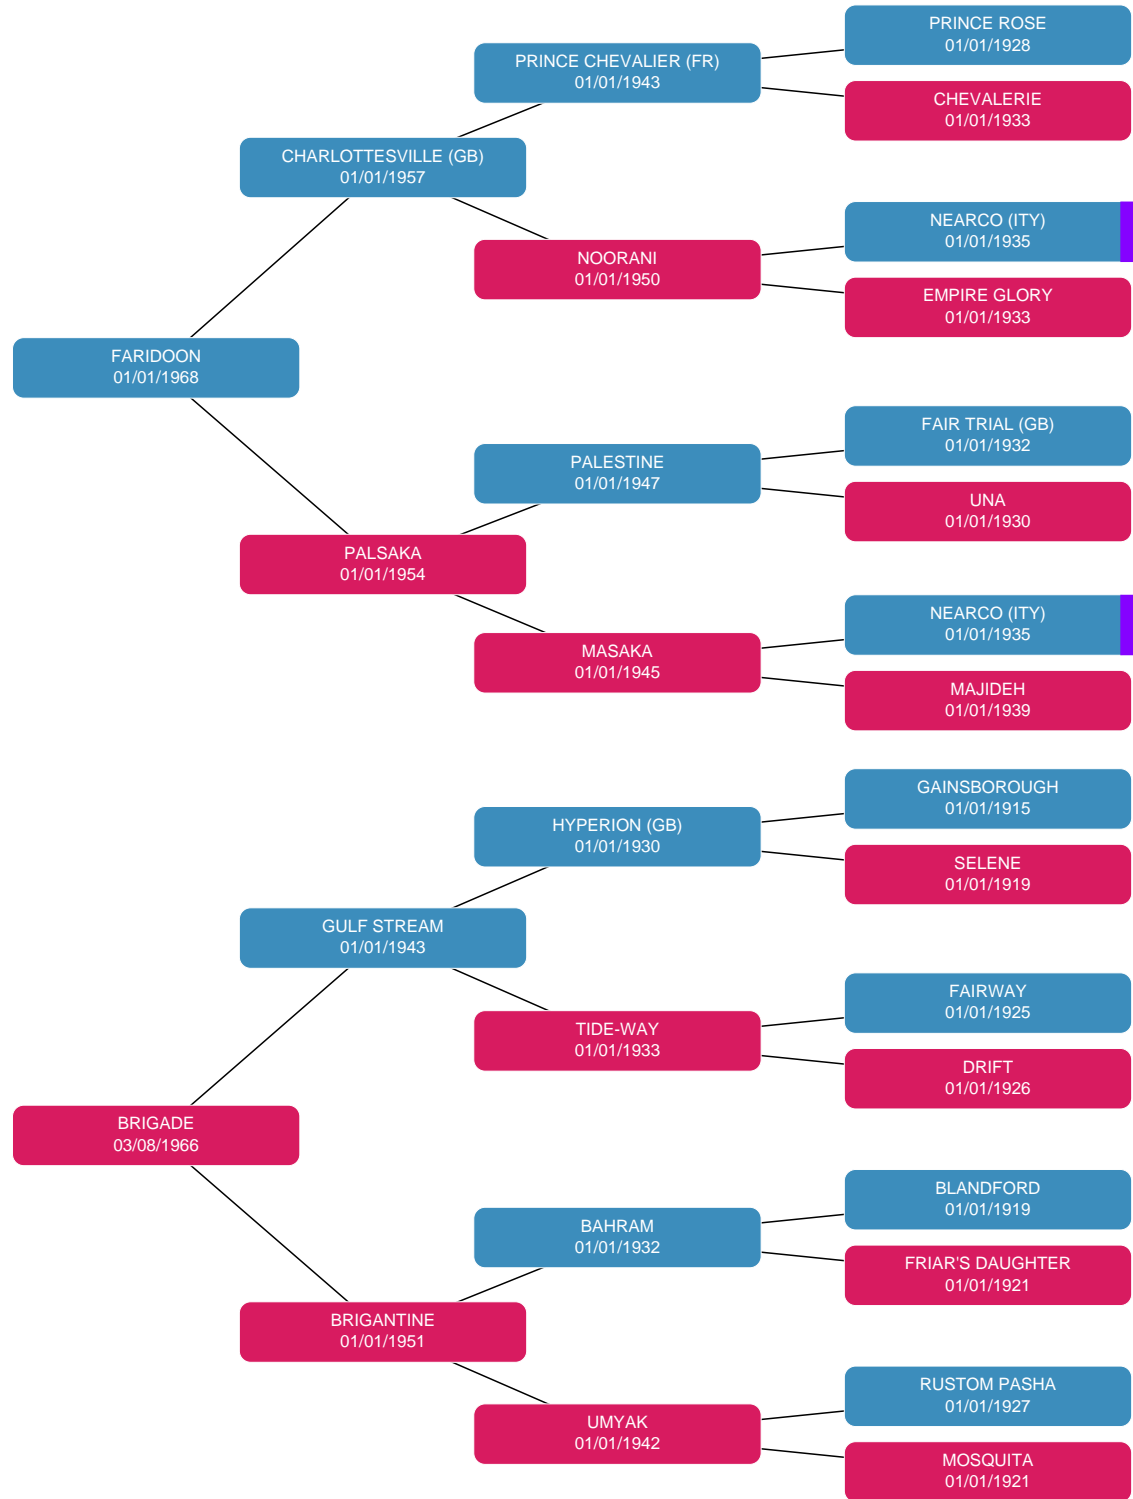 PRINCE ROSE
01/01/1928
PRINCE CHEVALIER (FR)
01/01/1943
CHEVALERIE
01/01/1933
CHARLOTTESVILLE (GB)
01/01/1957
NEARCO (ITY)
01/01/1935
NOORANI
01/01/1950
EMPIRE GLORY
01/01/1933
FARIDOON
01/01/1968
FAIR TRIAL (GB)
01/01/1932
PALESTINE
01/01/1947
UNA
01/01/1930
PALSAKA
01/01/1954
NEARCO (ITY)
01/01/1935
MASAKA
01/01/1945
MAJIDEH
01/01/1939
GAINSBOROUGH
01/01/1915
HYPERION (GB)
01/01/1930
SELENE
01/01/1919
GULF STREAM
01/01/1943
FAIRWAY
01/01/1925
TIDE-WAY
01/01/1933
DRIFT
01/01/1926
BRIGADE
03/08/1966
BLANDFORD
01/01/1919
BAHRAM
01/01/1932
FRIAR'S DAUGHTER
01/01/1921
BRIGANTINE
01/01/1951
RUSTOM PASHA
01/01/1927
UMYAK
01/01/1942
MOSQUITA
01/01/1921